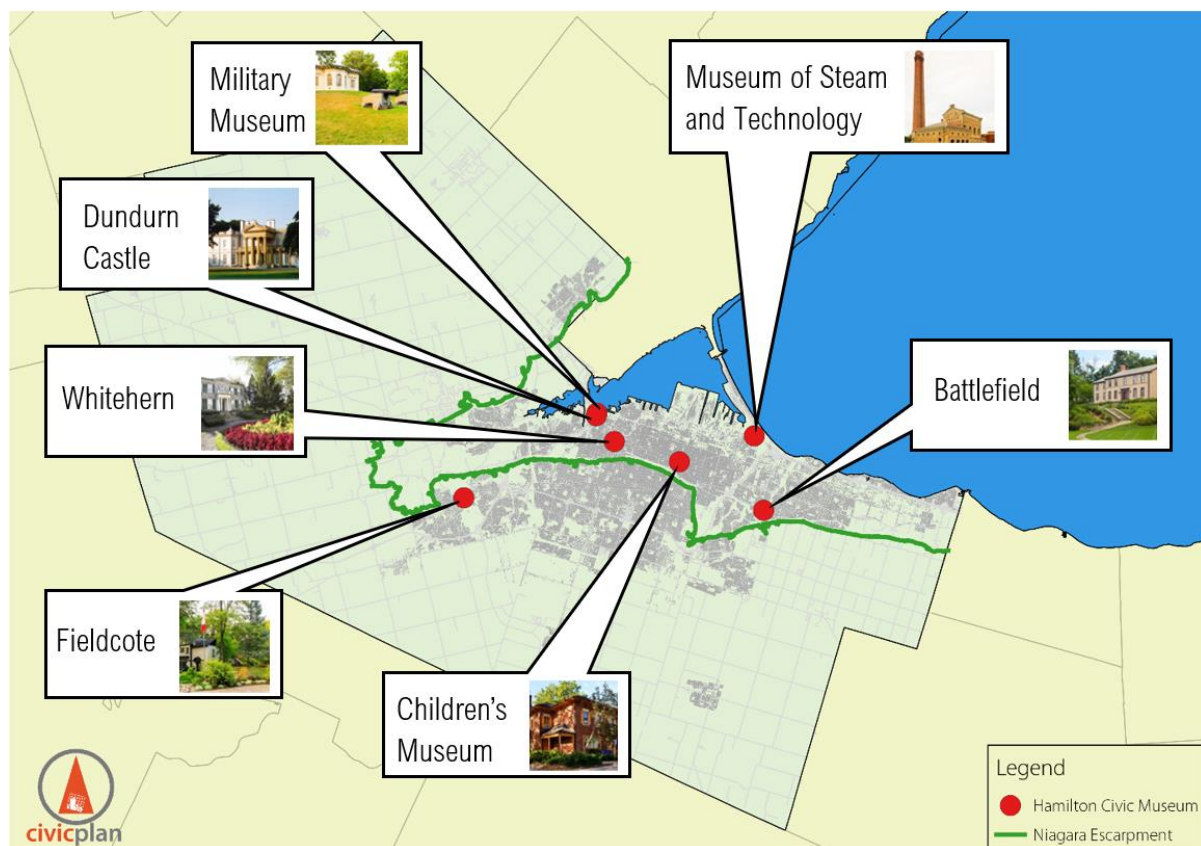 Military
Museum
Museum of Steam
and Technology
Dundurn
Castle
Whitehern
Battlefield
Fieldcote
Children’s
Museum
Legend
Hamilton Civic Museum
Niagara Escarpment
civicplan